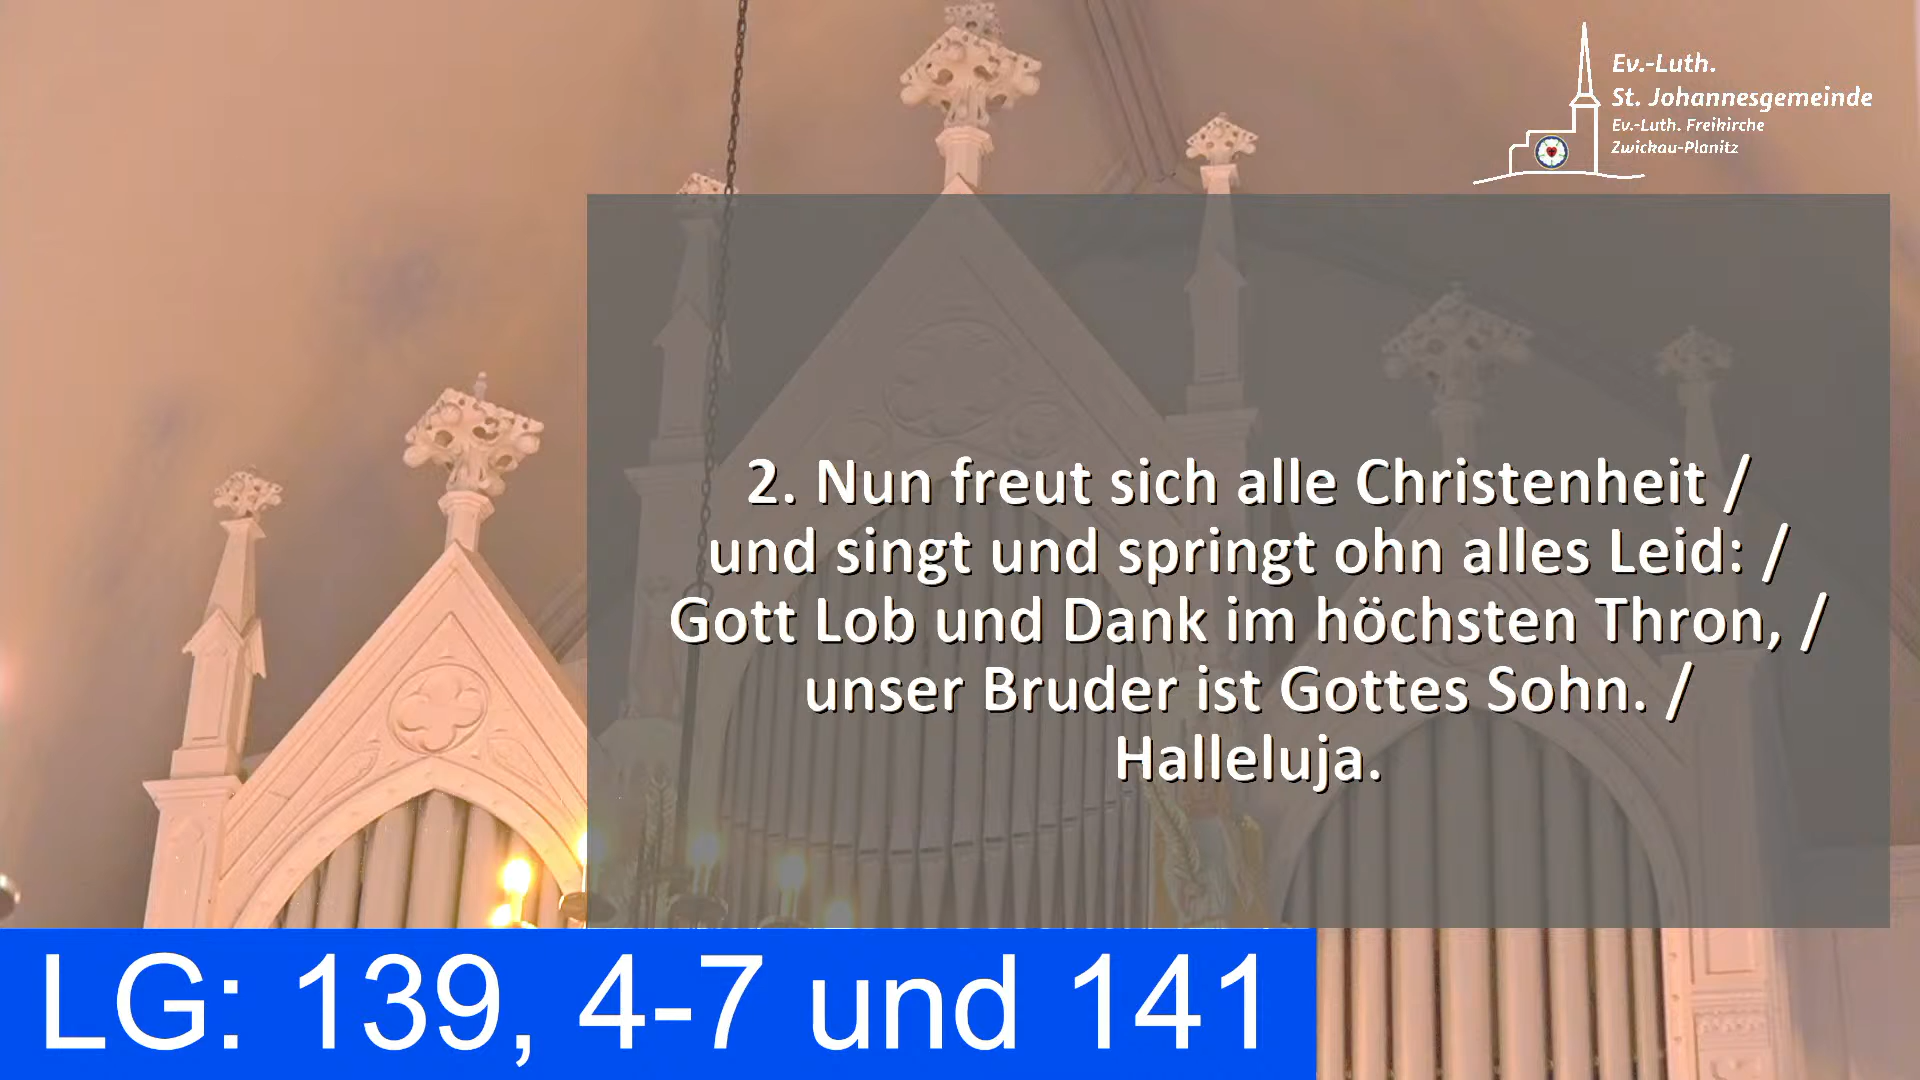 Ev.-Luth.
St. Johannesgemeinde
Ev.-Luth. Freikirche
Zwickau-Planitz
2. Nun freut sich alle Christenheit /
und singt und springt ohn alles Leid: /
Gott Lob und Dank im höchsten Thron, /
unser Bruder ist Gottes Sohn. /
Halleluja.
LG: 139, 4-7 und 141